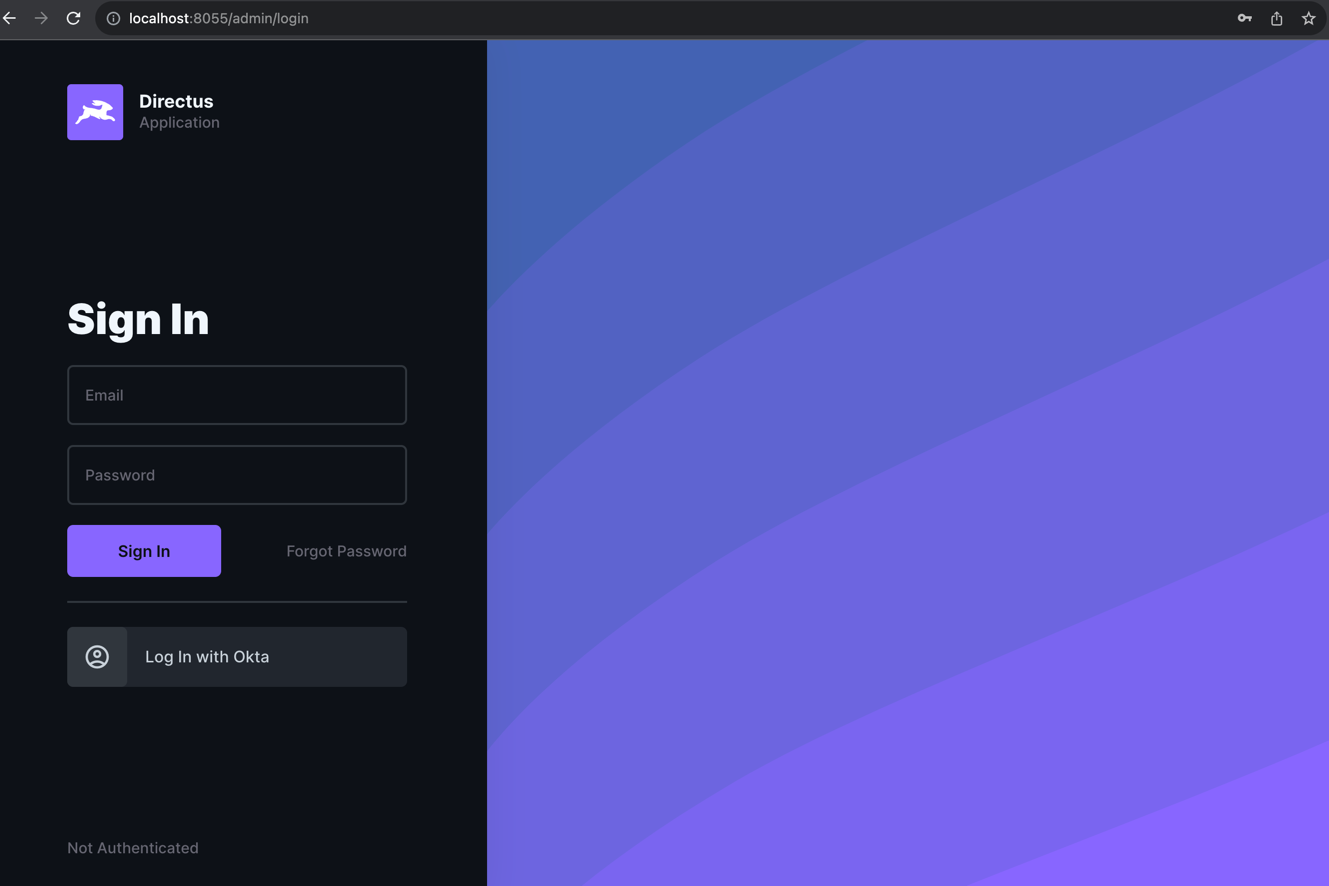 localhost:8055/admin/login
Directus
Application
Sign In
Email
Password
Sign In
Forgot Password
Log In with Okta
Not Authenticated